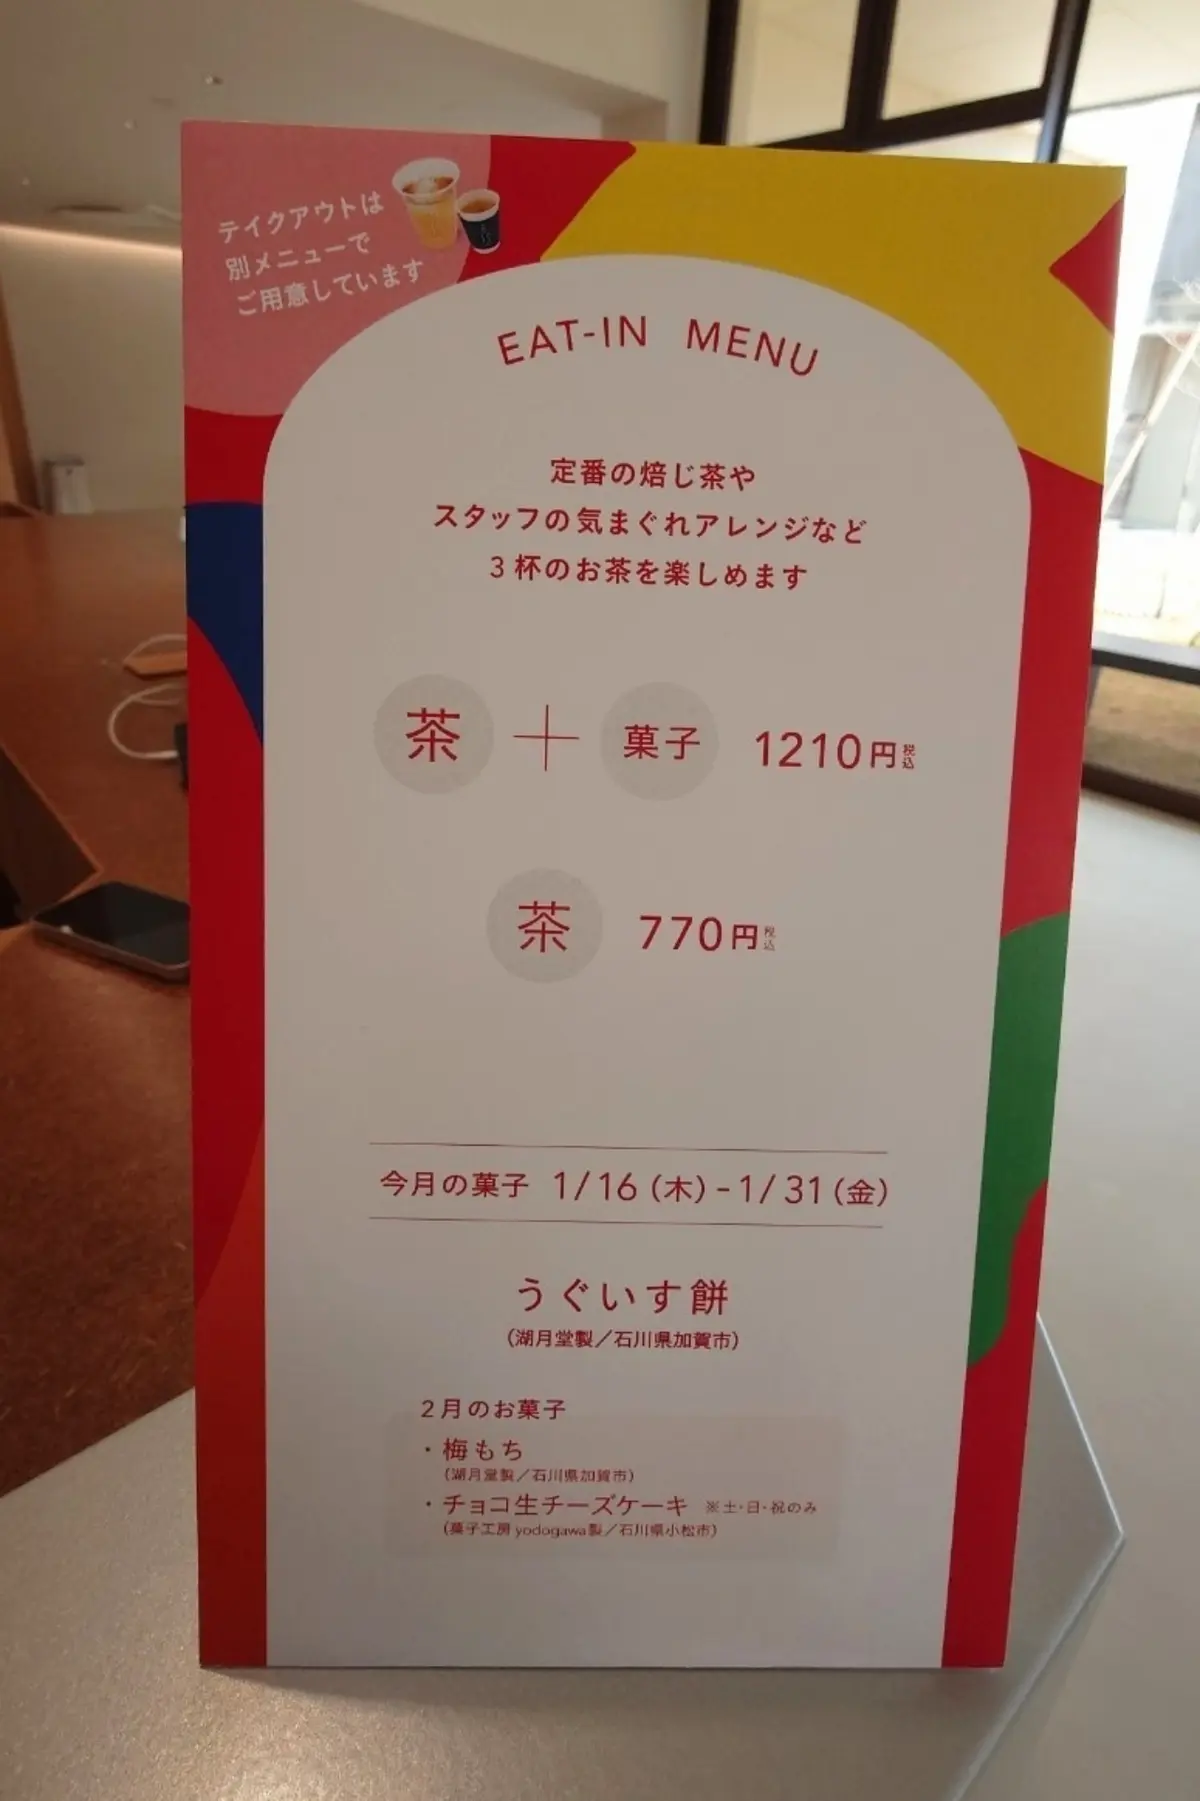 テイクアウトは
別メニューで
ご用意しています
EAT-IN MENU
定番の焙じ茶や
スタッフの気まぐれアレンジなど
3杯のお茶を楽しめます
茶 + 菓子 1210円 税込
茶 770円 税込
今月の菓子 1/16(木)-1/31(金)
うぐいす餅
(湖月堂製/石川県加賀市)
2月のお菓子
・梅もち
(湖月堂製/石川県加賀市)
・チョコ生チーズケーキ ※土・日・祝のみ
(菓子工房yodogawa製/石川県小松市)